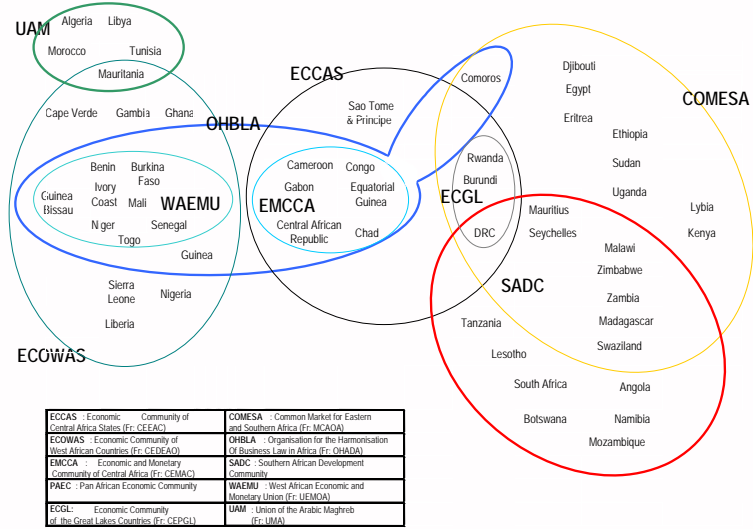 UAM
Algeria Libya
Morocco Tunisia
Mauritania
Cape Verde Gambia Ghana
OHBLA
Benin Burkina
Faso
Ivory
Coast Mali
Guinea
Bissau
WAEMU
Niger Senegal
Togo
Guinea
Sierra
Leone Nigeria
Liberia
ECOWAS
ECCAS
Sao Tome
& Principe
Comoros
Cameroon Congo
Gabon Equatorial
Guinea
EMCCA
Central African
Republic Chad
Rwanda
Burundi
ECGL
DRC
COMESA
Djibouti
Egypt
Eritrea
Ethiopia
Sudan
Uganda
Lybia
Kenya
Mauritius
Seychelles
Malawi
Zimbabwe
SADC
Zambia
Madagascar
Swaziland
Tanzania
Lesotho
South Africa Angola
Botswana Namibia
Mozambique
ECCAS : Economic Community of
Central Africa States (Fr: CEEAC)
COMESA : Common Market for Eastern
and Southern Africa (Fr: MCAOA)
ECOWAS : Economic Community of
West African Countries (Fr: CEDEAO)
OHBLA : Organisation for the Harmonisation
Of Business Law in Africa (Fr: OHADA)
EMCCA : Economic and Monetary
Community of Central Africa (Fr: CEMAC)
SADC : Southern African Development
Community
PAEC : Pan African Economic Community
WAEMU : West African Economic and
Monetary Union (Fr: UEMOA)
ECGL: Economic Community
of the Great Lakes Countries (Fr: CEPGL)
UAM : Union of the Arabic Maghreb
(Fr: UMA)